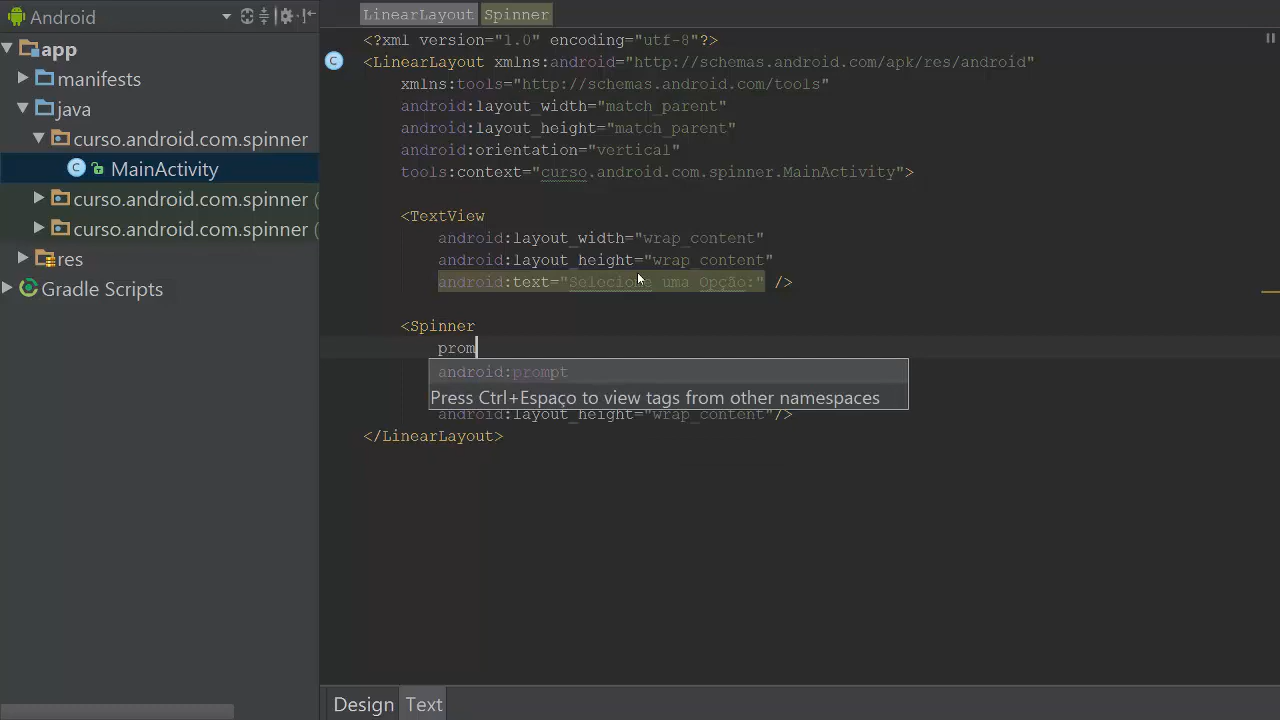 Android
app
manifests
java
curso.android.com.spinner
MainActivity
curso.android.com.spinner (
curso.android.com.spinner (
res
Gradle Scripts
LinearLayout Spinner
<?xml version="1.0" encoding="utf-8"?>
<LinearLayout xmlns:android="http://schemas.android.com/apk/res/android"
xmlns:tools="http://schemas.android.com/tools"
android:layout_width="match_parent"
android:layout_height="match_parent"
android:orientation="vertical"
tools:context="curso.android.com.spinner.MainActivity">
<TextView
android:layout_width="wrap_content"
android:layout_height="wrap_content"
android:text="Selecione uma Opção:" />
<Spinner
prom
android:prompt
Press Ctrl+Espaço to view tags from other namespaces
android:layout_height="wrap_content"/>
</LinearLayout>
Design Text